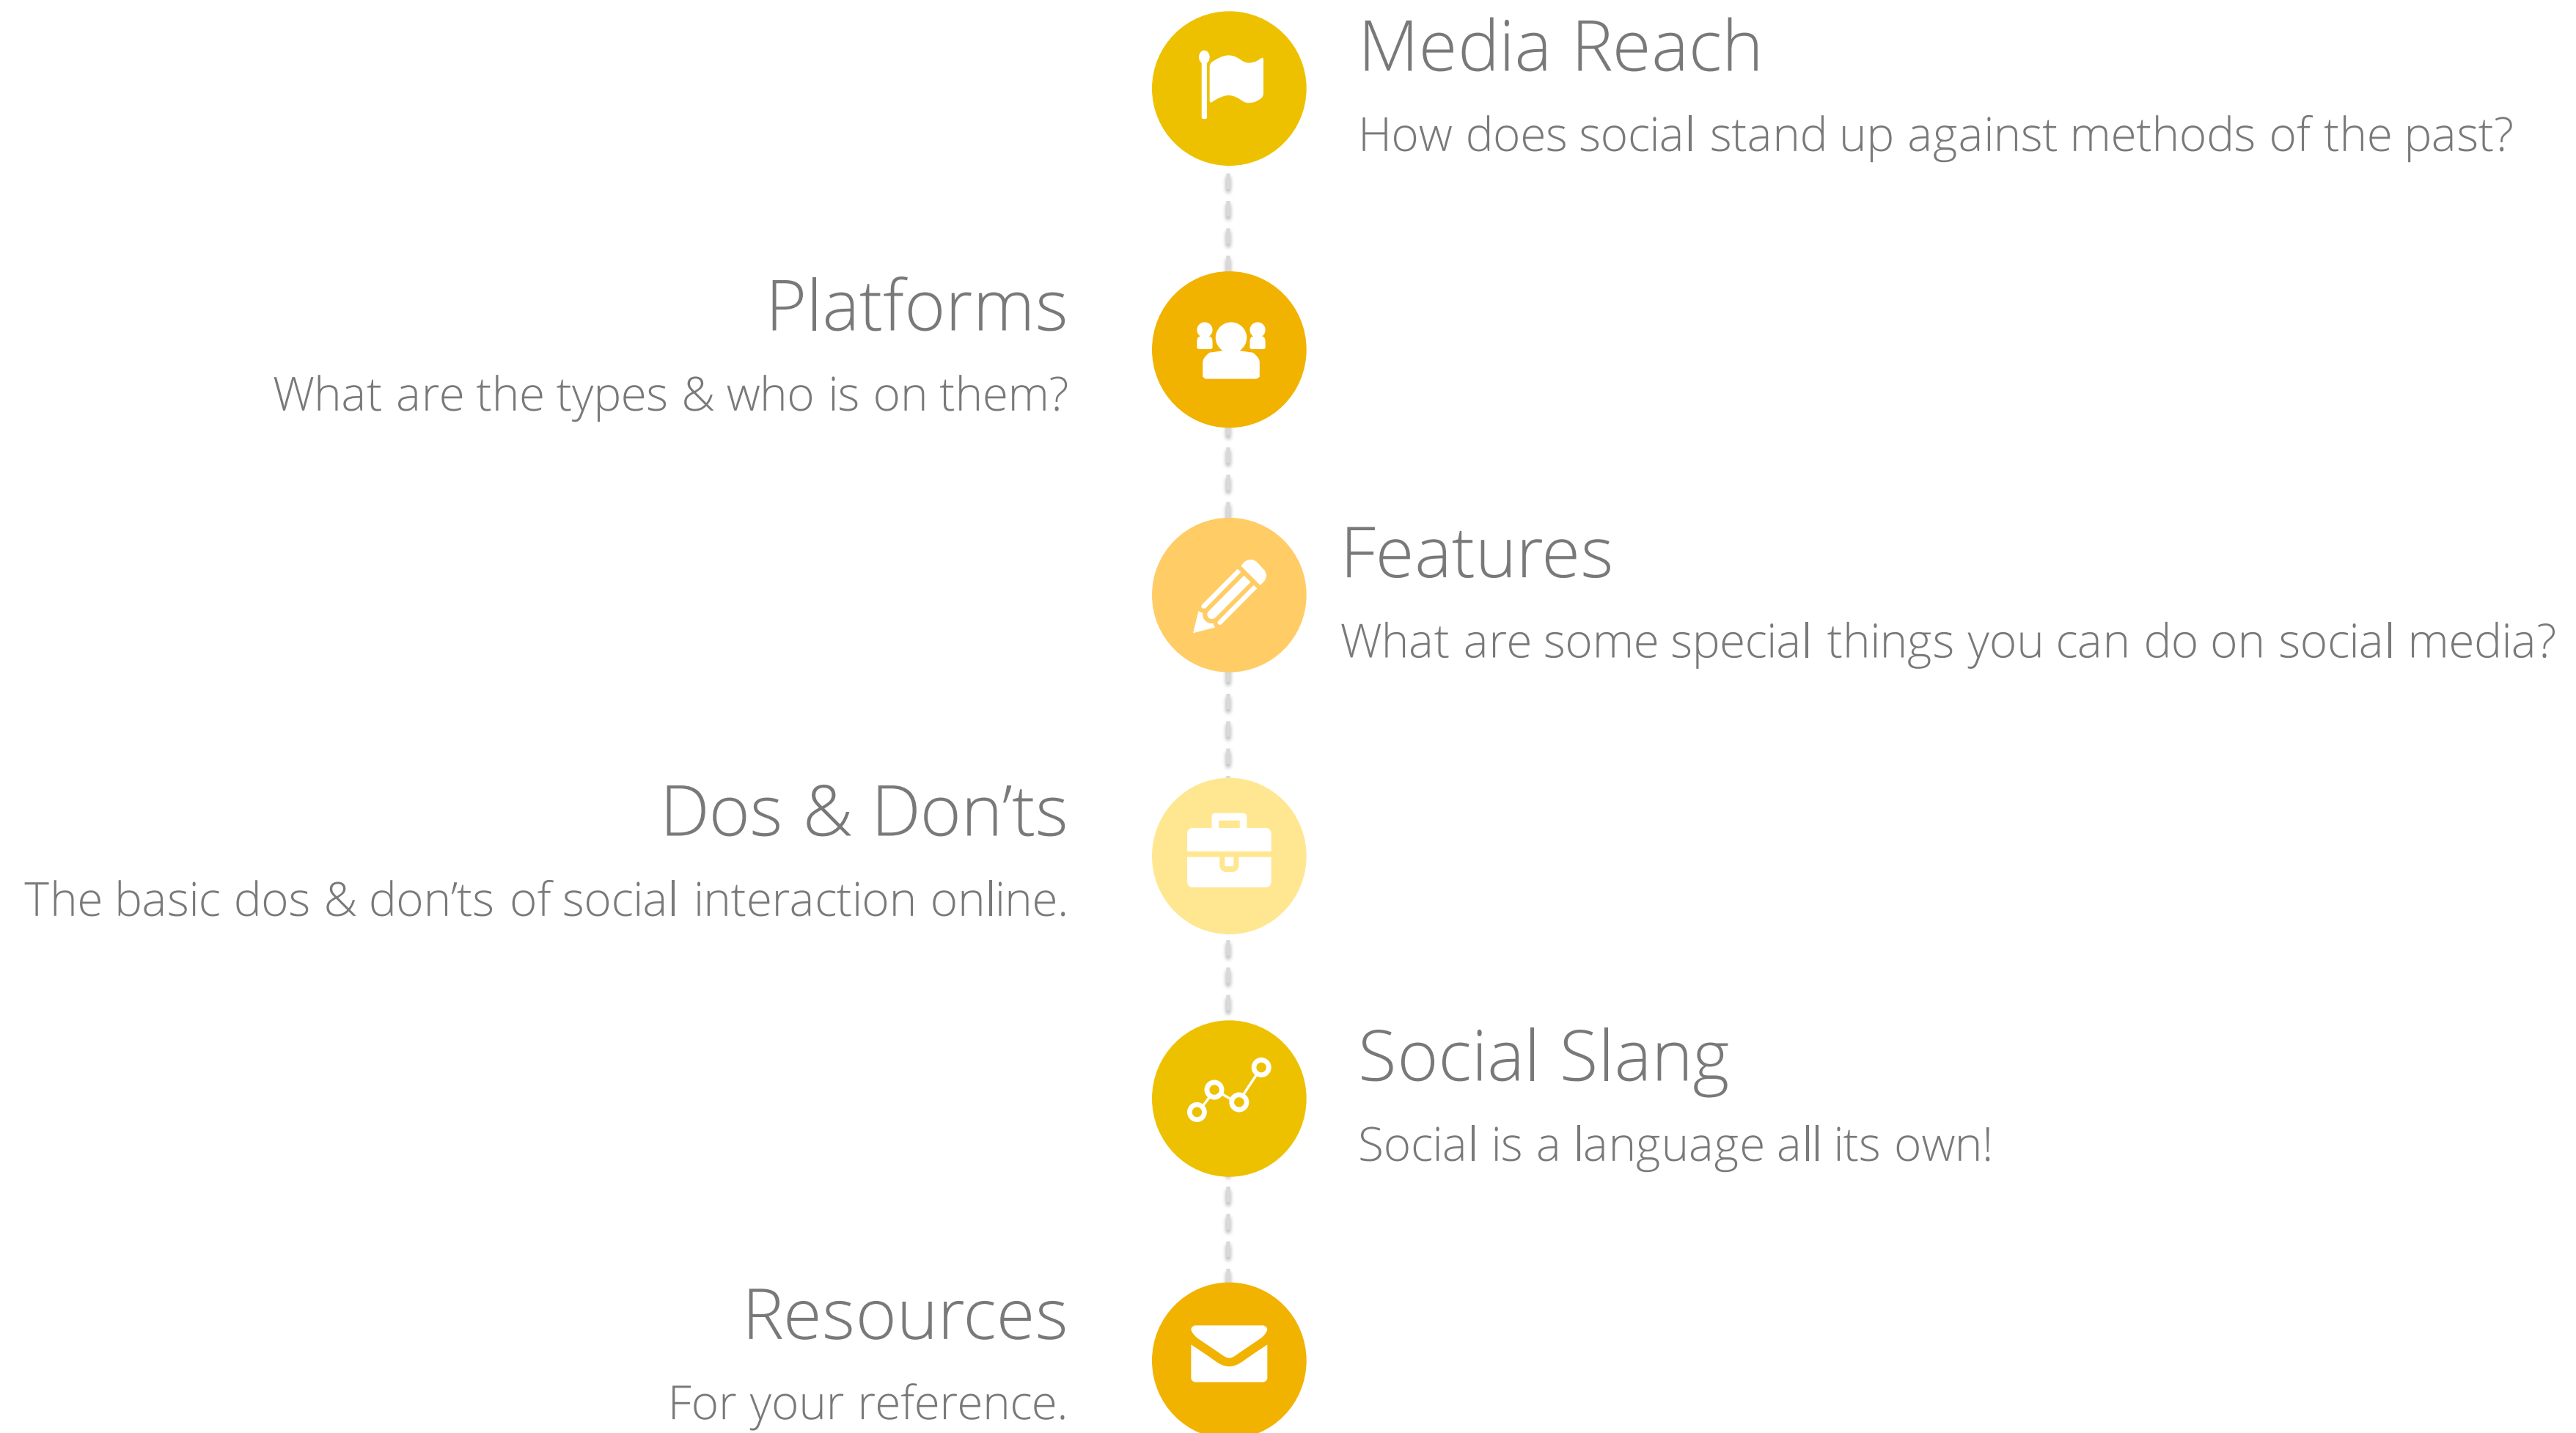 Media Reach
How does social stand up against methods of the past?
Platforms
What are the types & who is on them?
Features
What are some special things you can do on social media?
Dos & Don’ts
The basic dos & don’ts of social interaction online.
Social Slang
Social is a language all its own!
Resources
For your reference.